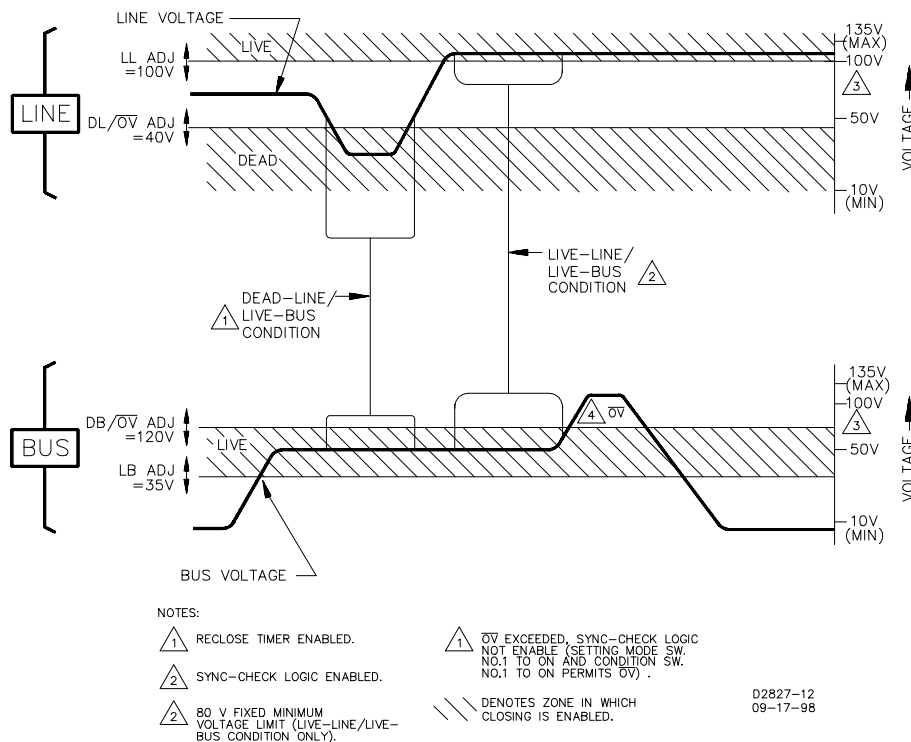 LINE VOLTAGE
LIVE
LL ADJ
=100V
135V
(MAX)
100V
3
LINE
DL/OV ADJ
=40V
50V
VOLTAGE
DEAD
10V
(MIN)
LIVE-LINE/
LIVE-BUS
CONDITION
2
DEAD-LINE/
1 LIVE-BUS
CONDITION
135V
(MAX)
100V
DB/OV ADJ
=120V
4 OV
3
BUS
LIVE
50V
VOLTAGE
LB ADJ
=35V
10V
(MIN)
BUS VOLTAGE
NOTES:
1 RECLOSE TIMER ENABLED.
2 SYNC-CHECK LOGIC ENABLED.
2 80 V FIXED MINIMUM
VOLTAGE LIMIT (LIVE-LINE/LIVE-
BUS CONDITION ONLY).
1 OV EXCEEDED, SYNC-CHECK LOGIC
NOT ENABLE (SETTING MODE SW.
NO.1 TO ON AND CONDITION SW.
NO.1 TO ON PERMITS OV) .
DENOTES ZONE IN WHICH
CLOSING IS ENABLED.
D2827-12
09-17-98